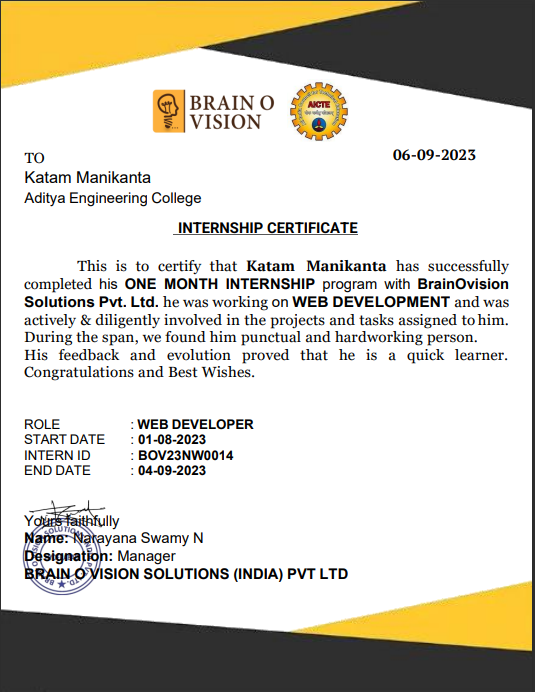 BRAIN O
VISION
AICTE
06-09-2023
TO
Katam Manikanta
Aditya Engineering College
INTERNSHIP CERTIFICATE
This is to certify that Katam Manikanta has successfully
completed his ONE MONTH INTERNSHIP program with BrainOvision
Solutions Pvt. Ltd. he was working on WEB DEVELOPMENT and was
actively & diligently involved in the projects and tasks assigned to him.
During the span, we found him punctual and hardworking person.
His feedback and evolution proved that he is a quick learner.
Congratulations and Best Wishes.
ROLE : WEB DEVELOPER
START DATE : 01-08-2023
INTERN ID : BOV23NW0014
END DATE : 04-09-2023
Yours faithfully
Name: Narayana Swamy N
Designation: Manager
BRAIN O VISION SOLUTIONS (INDIA) PVT LTD